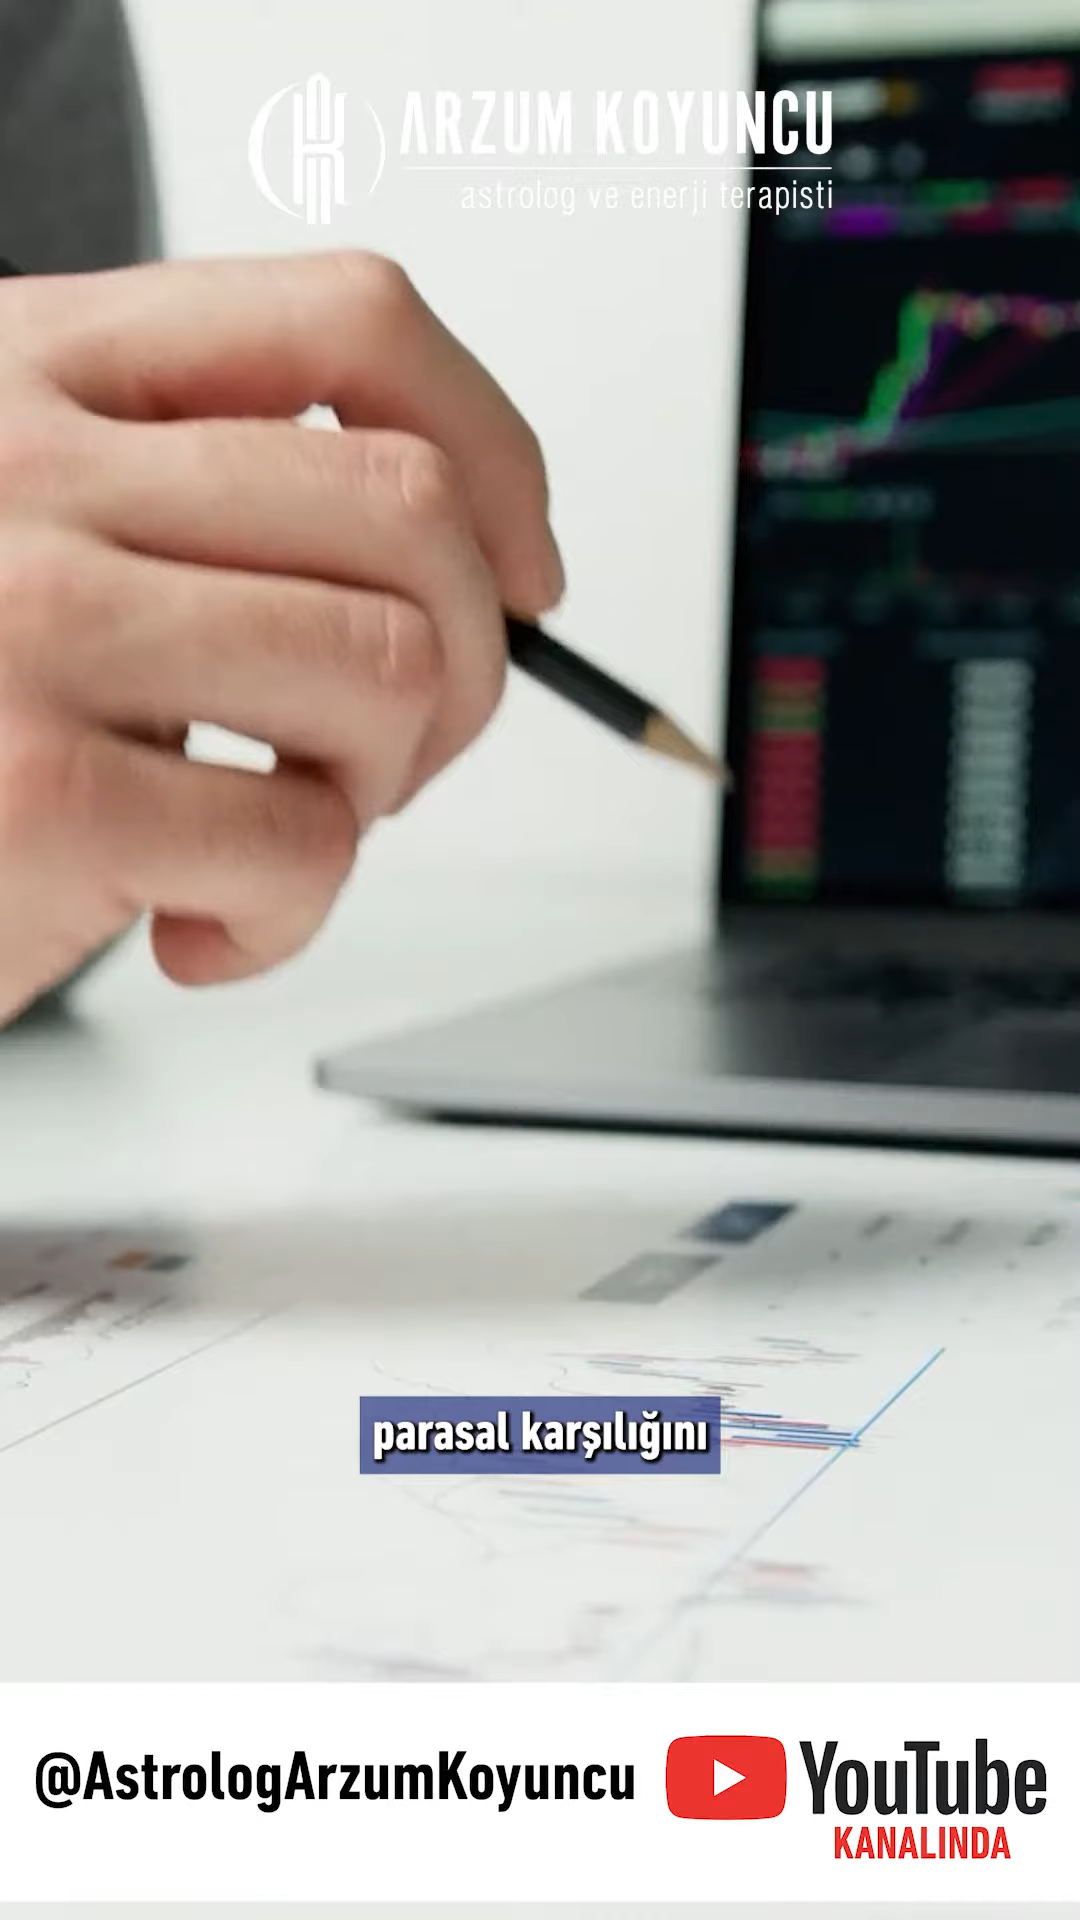 ARZUM KOYUNCU
astrolog ve enerji terapisti
parasal karşılığını
@AstrologArzumKoyuncu
YouTube
KANALINDA